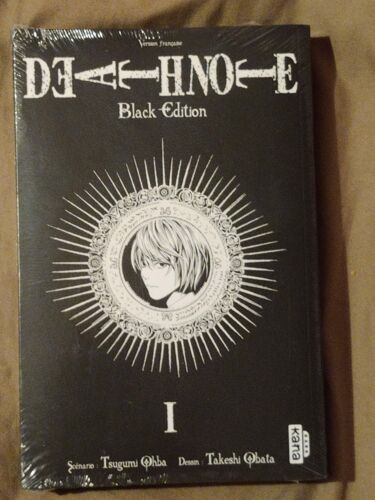 Version française
DEATH NOTE
Black Edition
I
Scénario : Tsugumi Ohba Dessin : Takeshi Obata
kana